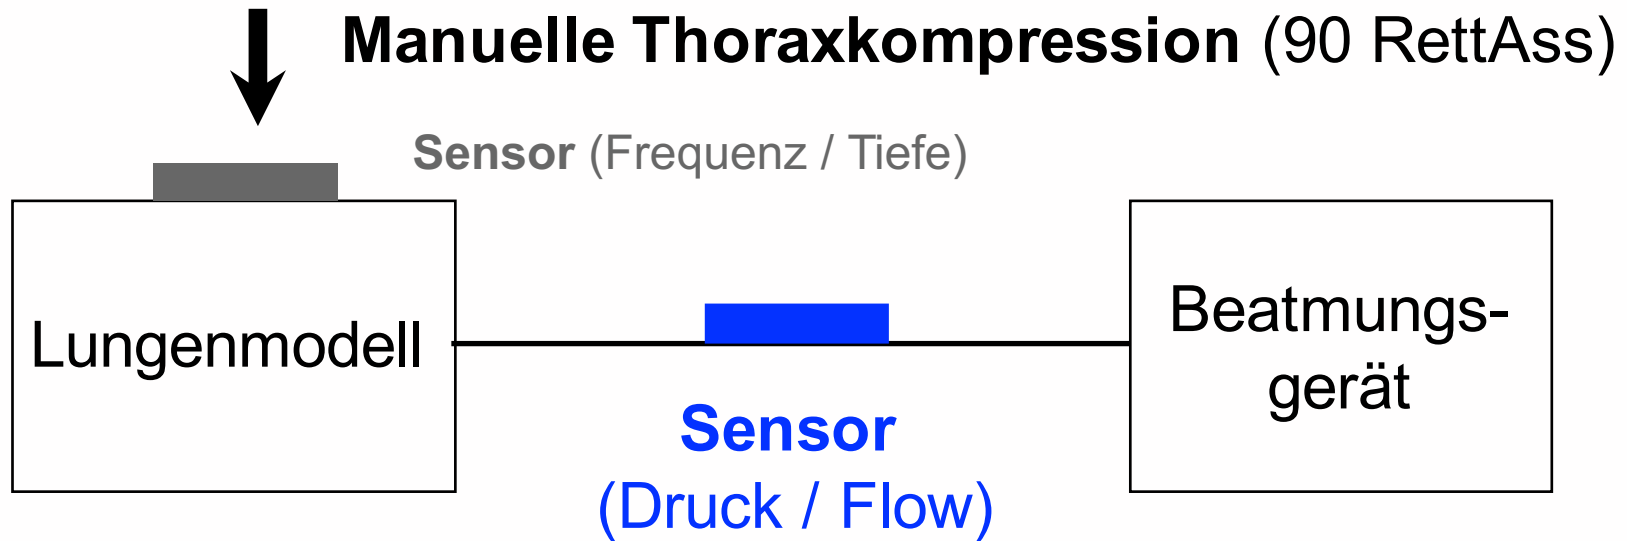 Manuelle Thoraxkompression (90 RettAss)
Sensor (Frequenz / Tiefe)
Lungenmodell
Beatmungs-
gerät
Sensor
(Druck / Flow)